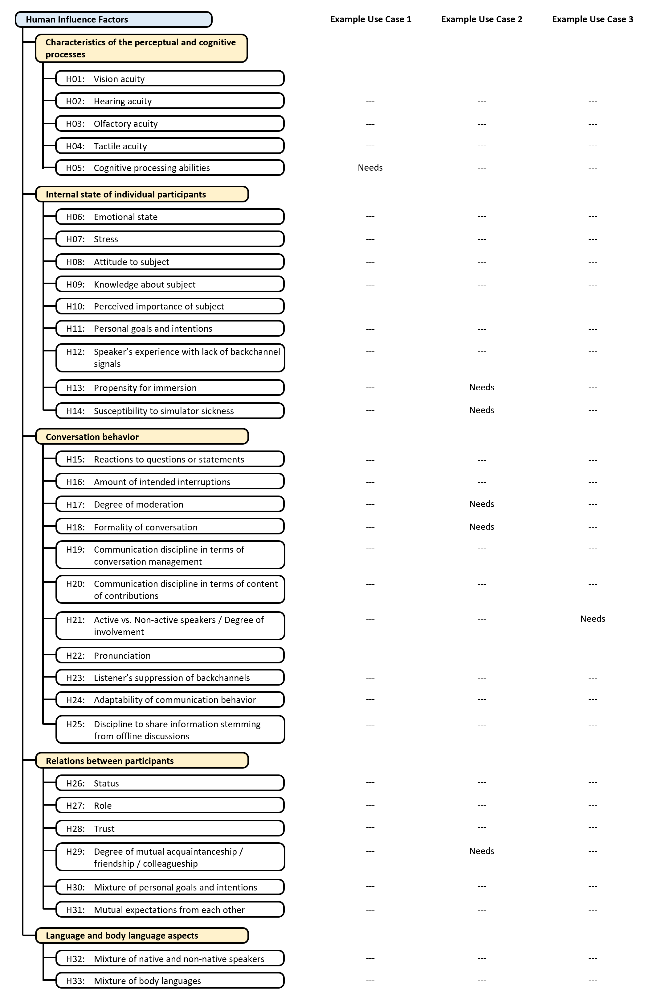 Human Influence Factors Example Use Case 1 Example Use Case 2 Example Use Case 3
Characteristics of the perceptual and cognitive
processes
H01: Vision acuity --- --- ---
H02: Hearing acuity --- --- ---
H03: Olfactory acuity --- --- ---
H04: Tactile acuity --- --- ---
H05: Cognitive processing abilities Needs --- ---
Internal state of individual participants
H06: Emotional state --- --- ---
H07: Stress --- --- ---
H08: Attitude to subject --- --- ---
H09: Knowledge about subject --- --- ---
H10: Perceived importance of subject --- --- ---
H11: Personal goals and intentions --- --- ---
H12: Speaker’s experience with lack of backchannel --- --- ---
signals
H13: Propensity for immersion --- Needs ---
H14: Susceptibility to simulator sickness --- Needs ---
Conversation behavior
H15: Reactions to questions or statements --- --- ---
H16: Amount of intended interruptions --- --- ---
H17: Degree of moderation --- Needs ---
H18: Formality of conversation --- Needs ---
H19: Communication discipline in terms of --- --- ---
conversation management
H20: Communication discipline in terms of content --- --- ---
of contributions
H21: Active vs. Non-active speakers / Degree of --- --- Needs
involvement
H22: Pronunciation --- --- ---
H23: Listener’s suppression of backchannels --- --- ---
H24: Adaptability of communication behavior --- --- ---
H25: Discipline to share information stemming --- --- ---
from offline discussions
Relations between participants
H26: Status --- --- ---
H27: Role --- --- ---
H28: Trust --- --- ---
H29: Degree of mutual acquaintanceship / --- Needs ---
friendship / colleagueship
H30: Mixture of personal goals and intentions --- --- ---
H31: Mutual expectations from each other --- --- ---
Language and body language aspects
H32: Mixture of native and non-native speakers --- --- ---
H33: Mixture of body languages --- --- ---